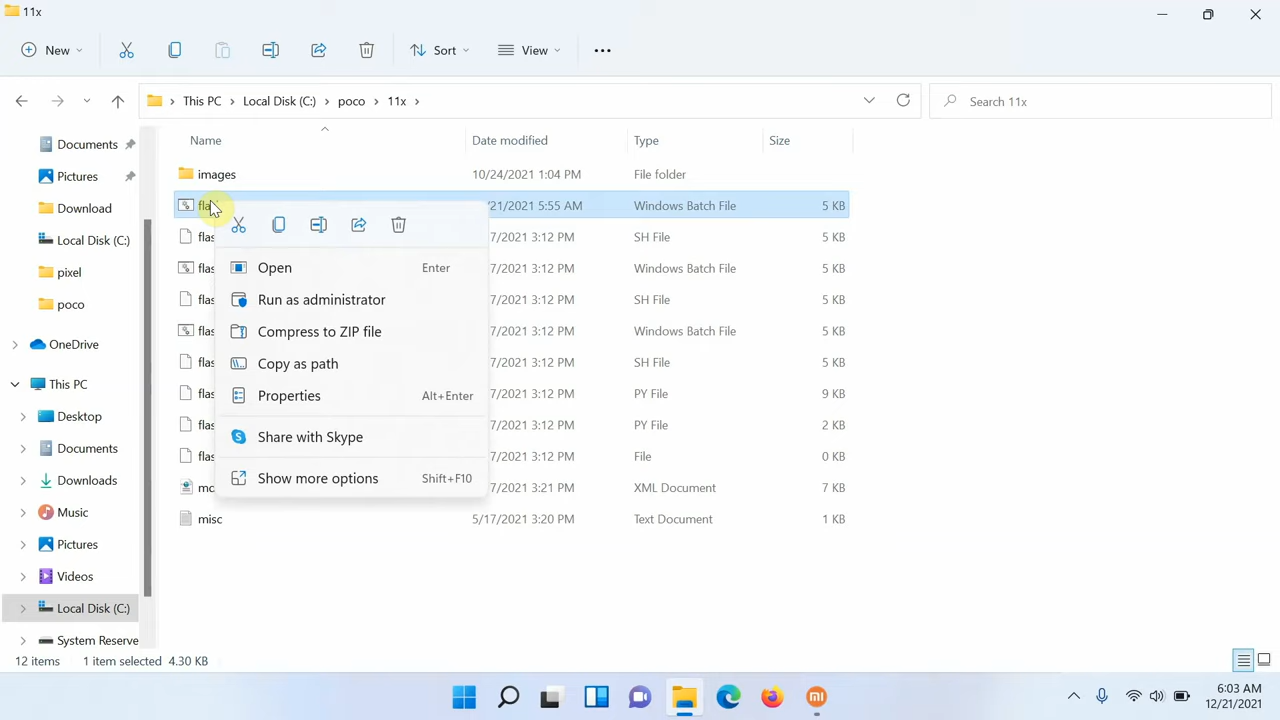 11x
New
Sort
View
This PC
Local Disk (C:)
poco
11x
Search 11x
Name
Date modified
Type
Size
Documents
Pictures
Download
Local Disk (C:)
pixel
poco
OneDrive
This PC
Desktop
Documents
Downloads
Music
Pictures
Videos
Local Disk (C:)
System Reserve
images 10/24/2021 1:04 PM File folder
/21/2021 5:55 AM Windows Batch File 5 KB
7/2021 3:12 PM SH File 5 KB
7/2021 3:12 PM Windows Batch File 5 KB
7/2021 3:12 PM SH File 5 KB
7/2021 3:12 PM Windows Batch File 5 KB
7/2021 3:12 PM SH File 5 KB
7/2021 3:12 PM PY File 9 KB
7/2021 3:12 PM PY File 2 KB
7/2021 3:12 PM File 0 KB
7/2021 3:21 PM XML Document 7 KB
misc 5/17/2021 3:20 PM Text Document 1 KB
Open Enter
Run as administrator
Compress to ZIP file
Copy as path
Properties Alt+Enter
Share with Skype
Show more options Shift+F10
12 items 1 item selected 4.30 KB
6:03 AM
12/21/2021